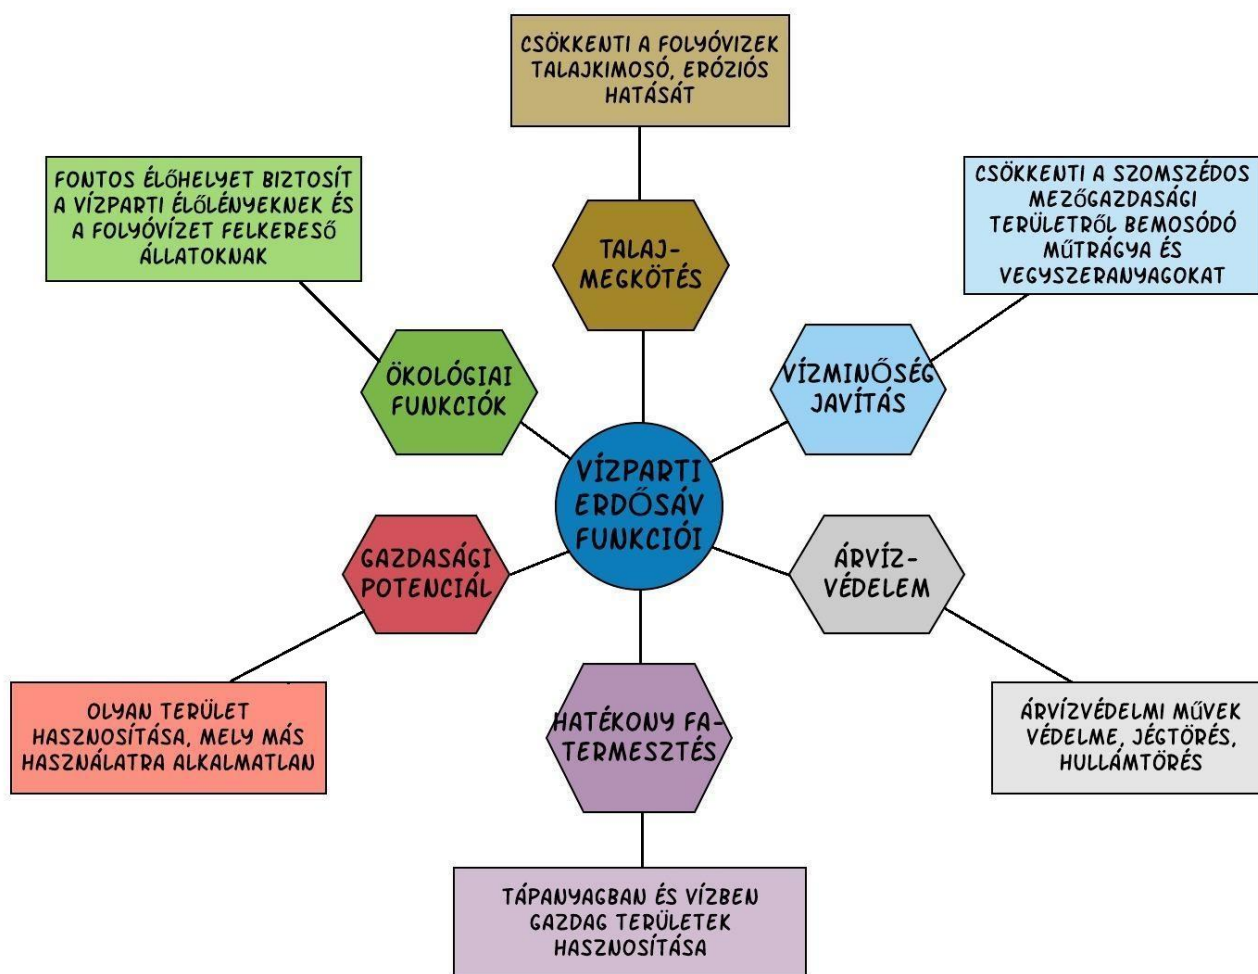 CSÖKKENTI A FOLYÓVIZEK
TALAJKIMOSÓ, ERÓZIÓS
HATÁSÁT
FONTOS ÉLŐHELYET BIZTOSÍT
A VÍZPARTI ÉLŐLÉNYEKNEK ÉS
A FOLYÓVÍZET FELKERESŐ
ÁLLATOKNAK
CSÖKKENTI A SZOMSZÉDOS
MEZŐGAZDASÁGI
TERÜLETRŐL BEMOSÓDÓ
MŰTRÁGYA ÉS
VEGYSZERANYAGOKAT
TALAJ-
MEGKÖTÉS
ÖKOLÓGIAI
FUNKCIÓK
VÍZMINŐSÉG
JAVÍTÁS
VÍZPARTI
ERDŐSÁV
FUNKCIÓI
GAZDASÁGI
POTENCIÁL
ÁRVÍZ-
VÉDELEM
HATÉKONY FA-
TERMESZTÉS
OLYAN TERÜLET
HASZNOSÍTÁSA, MELY MÁS
HASZNÁLATRA ALKALMATLAN
ÁRVÍZVÉDELMI MŰVEK
VÉDELME, JÉGTÖRÉS,
HULLÁMTÖRÉS
TÁPANYAGBAN ÉS VÍZBEN
GAZDAG TERÜLETEK
HASZNOSÍTÁSA